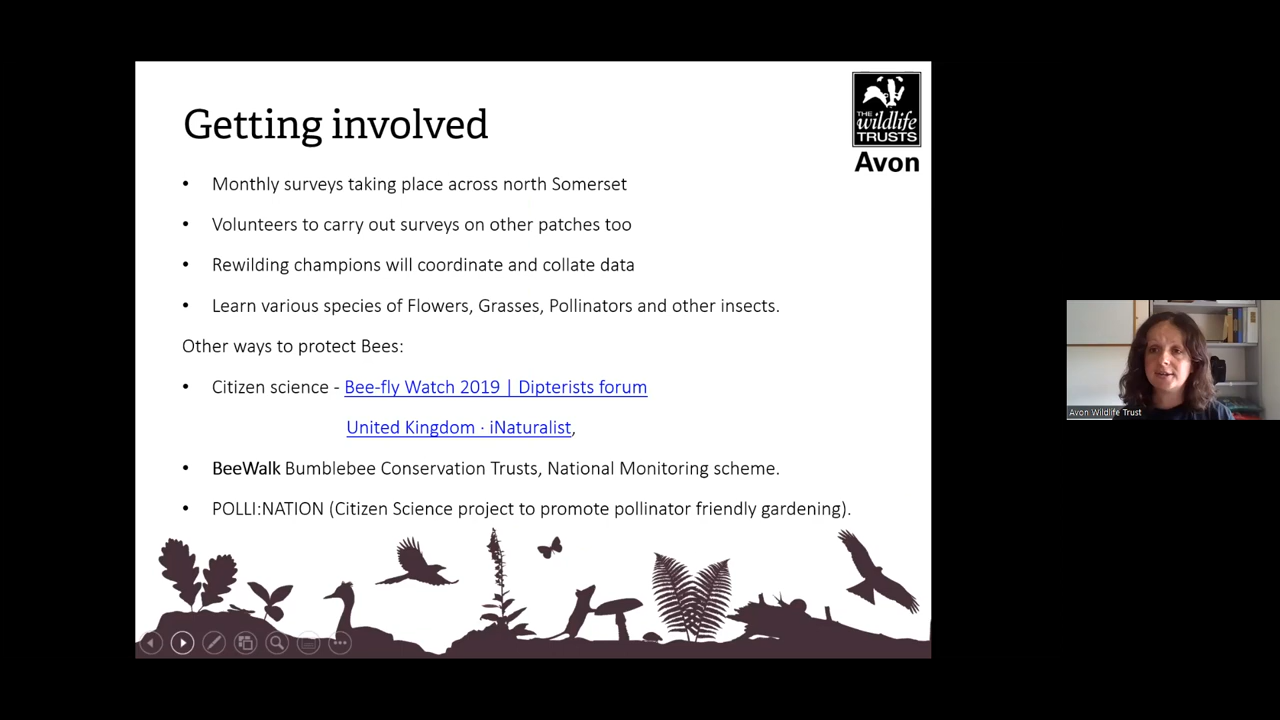 Getting involved
THE
wildlife
TRUSTS
Avon
• Monthly surveys taking place across north Somerset
• Volunteers to carry out surveys on other patches too
• Rewilding champions will coordinate and collate data
• Learn various species of Flowers, Grasses, Pollinators and other insects.
Other ways to protect Bees:
• Citizen science - Bee-fly Watch 2019 | Dipterists forum
United Kingdom · iNaturalist,
• BeeWalk Bumblebee Conservation Trusts, National Monitoring scheme.
• POLLI:NATION (Citizen Science project to promote pollinator friendly gardening).
Avon Wildlife Trust